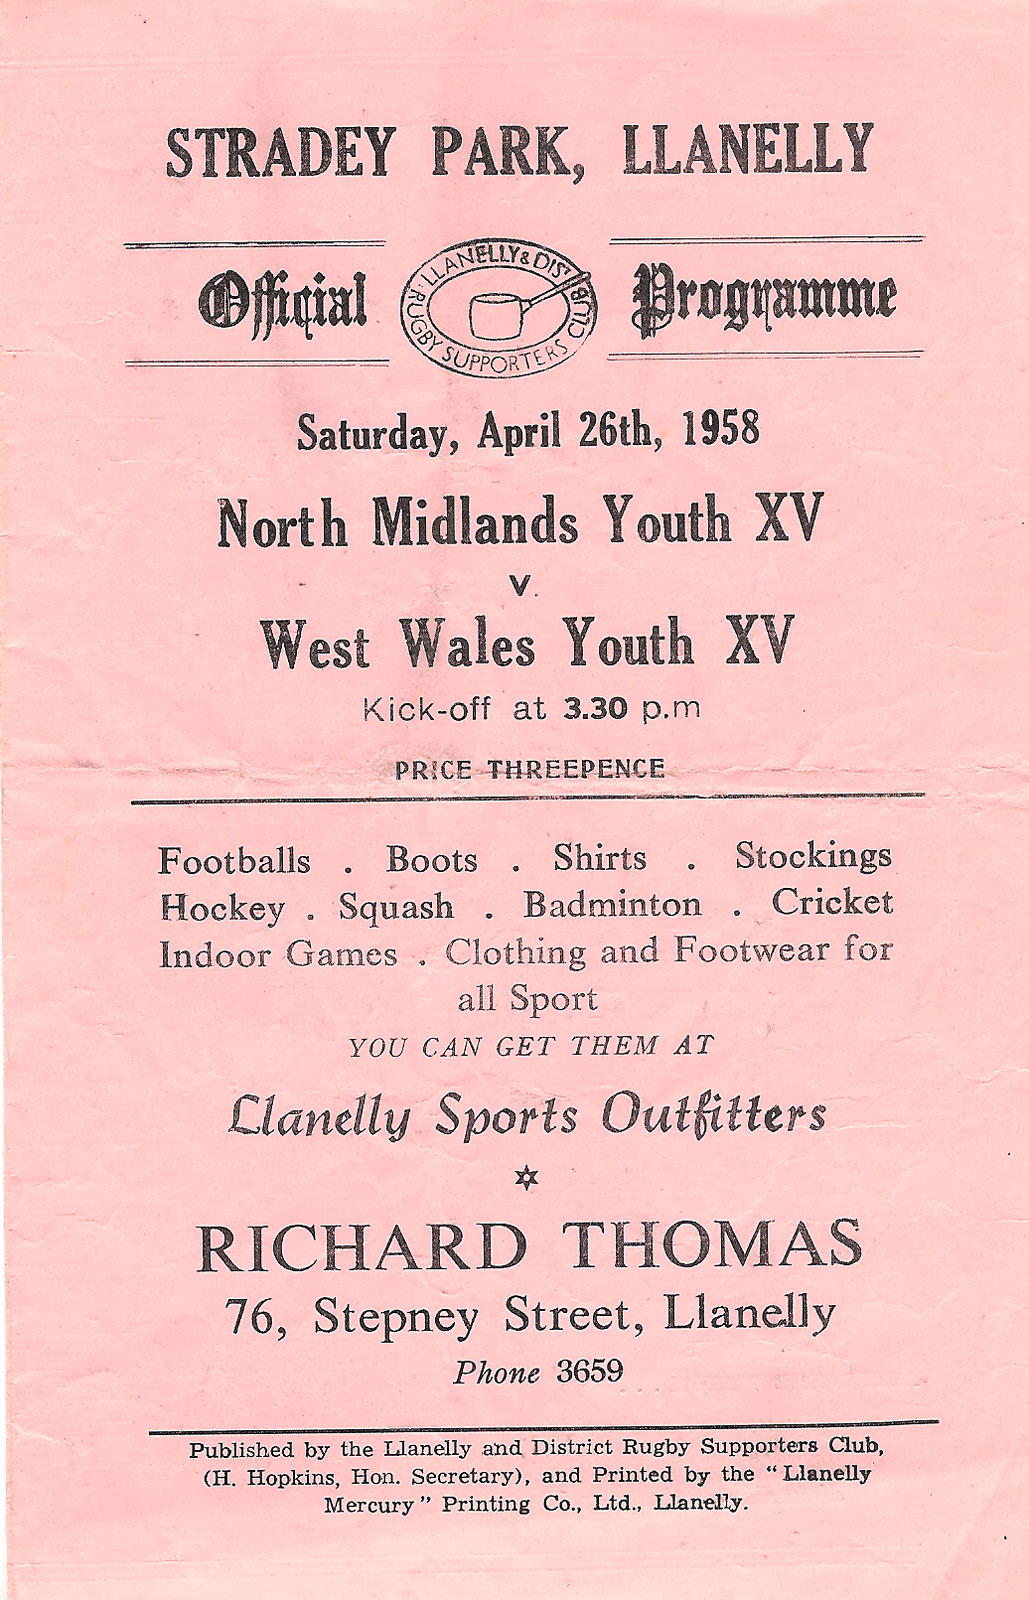 STRADEY PARK, LLANELLY
Official
LLANELLY & DIST
RUGBY SUPPORTERS CLUB
Programme
Saturday, April 26th, 1958
North Midlands Youth XV
v.
West Wales Youth XV
Kick-off at 3.30 p.m
PRICE THREEPENCE
Footballs . Boots . Shirts . Stockings
Hockey . Squash . Badminton . Cricket
Indoor Games . Clothing and Footwear for
all Sport
YOU CAN GET THEM AT
Llanelly Sports Outfitters
RICHARD THOMAS
76, Stepney Street, Llanelly
Phone 3659
Published by the Llanelly and District Rugby Supporters Club,
(H. Hopkins, Hon. Secretary), and Printed by the "Llanelly
Mercury" Printing Co., Ltd., Llanelly.